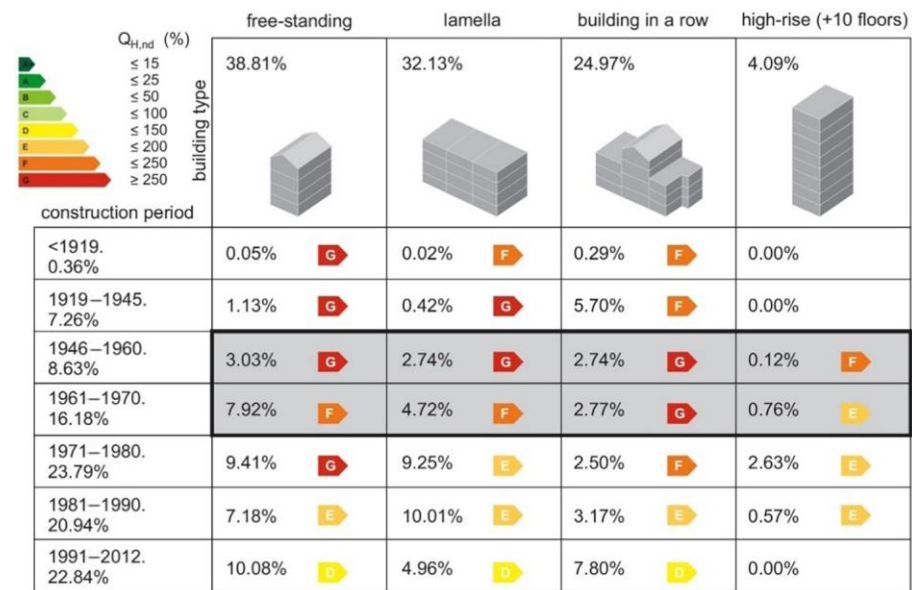 free-standing lamella building in a row high-rise (+10 floors)
Q H,nd (%)
A+ ≤ 15
A ≤ 25
B ≤ 50
C ≤ 100
D ≤ 150
E ≤ 200
F ≤ 250
G ≥ 250
building type
38.81% 32.13% 24.97% 4.09%
construction period
<1919.
0.36%
0.05% G 0.02% F 0.29% F 0.00%
1919–1945.
7.26%
1.13% G 0.42% G 5.70% F 0.00%
1946–1960.
8.63%
3.03% G 2.74% G 2.74% G 0.12% F
1961–1970.
16.18%
7.92% F 4.72% F 2.77% G 0.76% E
1971–1980.
23.79%
9.41% G 9.25% E 2.50% F 2.63% E
1981–1990.
20.94%
7.18% E 10.01% E 3.17% E 0.57% E
1991–2012.
22.84%
10.08% D 4.96% D 7.80% D 0.00%